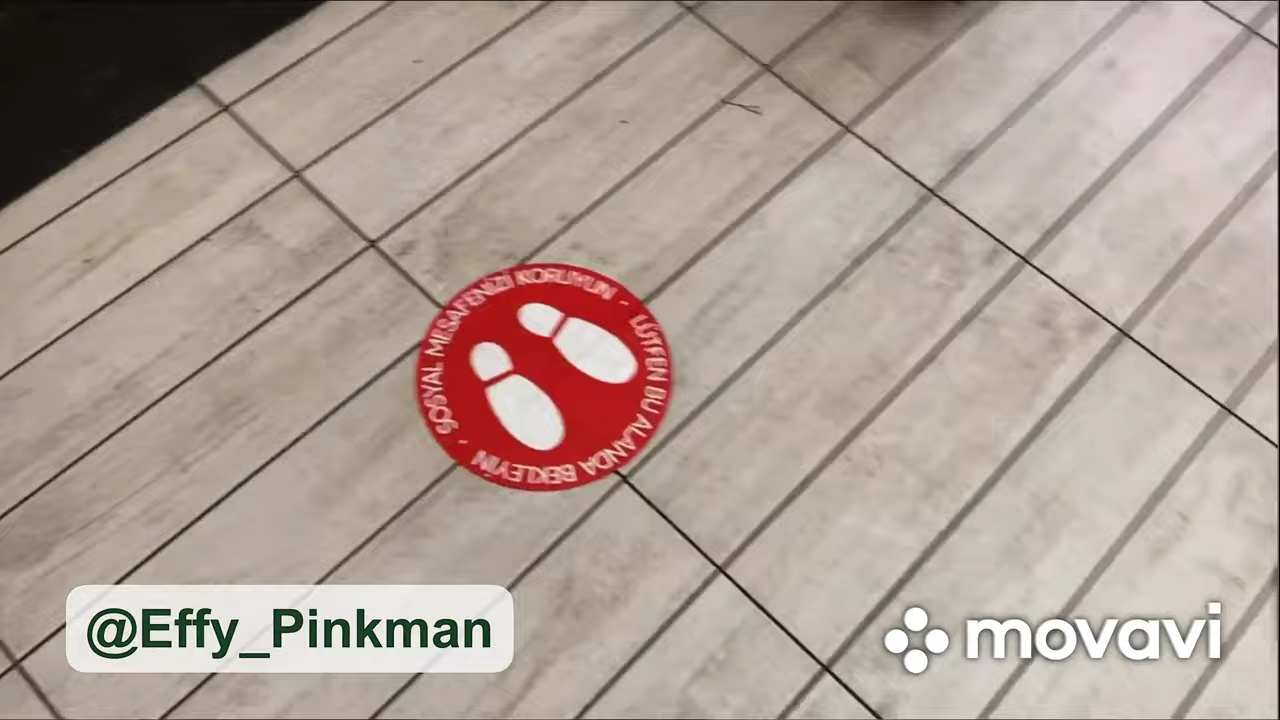 SOSYAL MESAFENİZİ KORUYUN -
LÜTFEN BU ALANDA BEKLEYİN -
@Effy_Pinkman
movavi